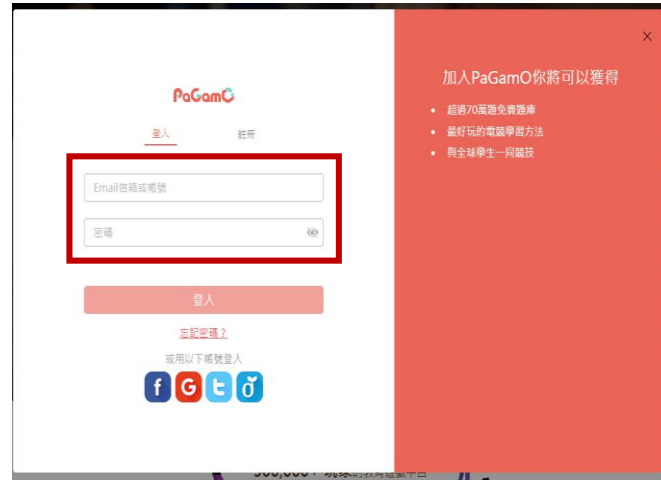 PaGamO
登入 註冊
Email信箱或帳號
密碼
登入
忘記密碼？
或用以下帳號登入
f G
X
加入PaGamO你將可以獲得
• 超過70萬題免費題庫
• 最好玩的電競學習方法
• 與全球學生一同競技